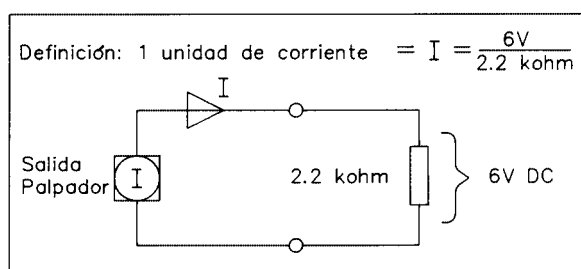 Definición: 1 unidad de corriente = I = 6V / 2.2 kohm
I
Salida
Palpador
I
2.2 kohm
6V DC